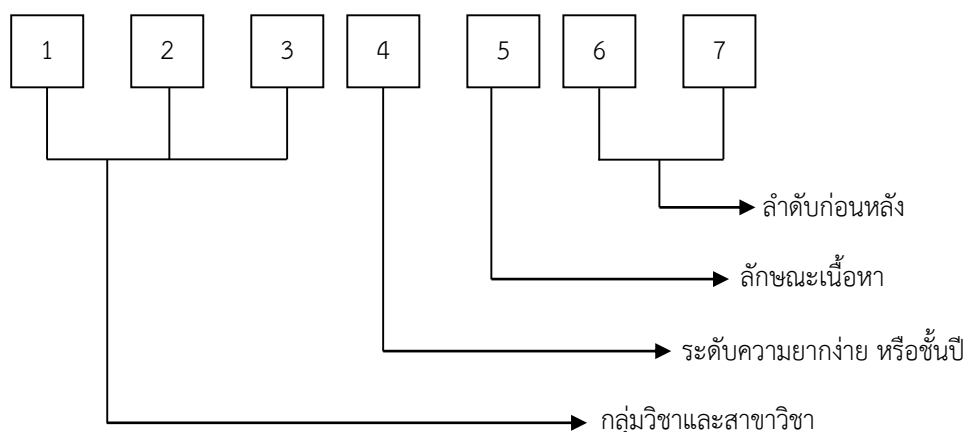 1 2 3 4 5 6 7
ลำดับก่อนหลัง
ลักษณะเนื้อหา
ระดับความยากง่าย หรือชั้นปี
กลุ่มวิชาและสาขาวิชา